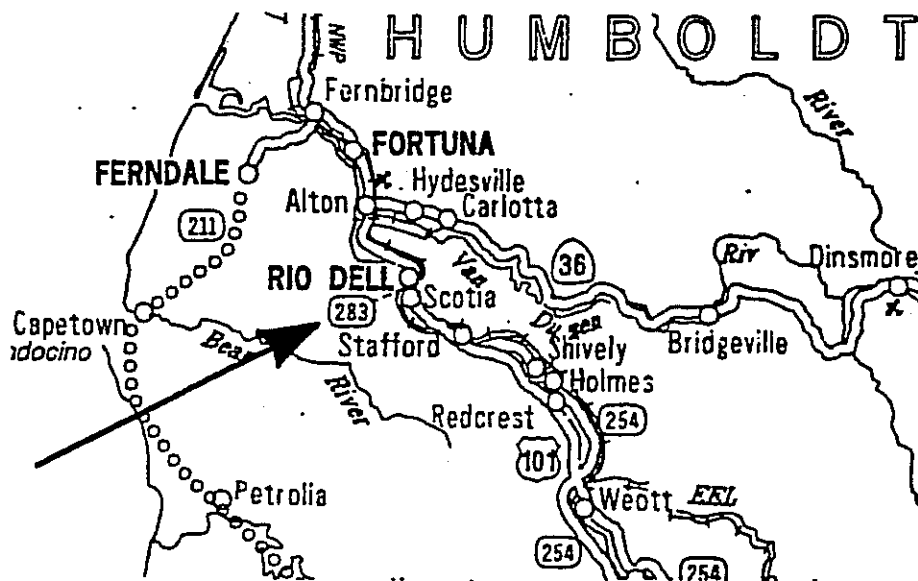 HUMBOLDT
NWP
River
Fernbridge
FORTUNA
FERNDALE
Hydesville
Alton
Carlotta
211
Van
36
Riv
Dinsmore
RIO DELL
283
Scotia
Duzen
Capetown
Bear
Stafford
Shively
Bridgeville
Holmes
River
Redcrest
254
101
Petrolia
Weott
EEL
254
254